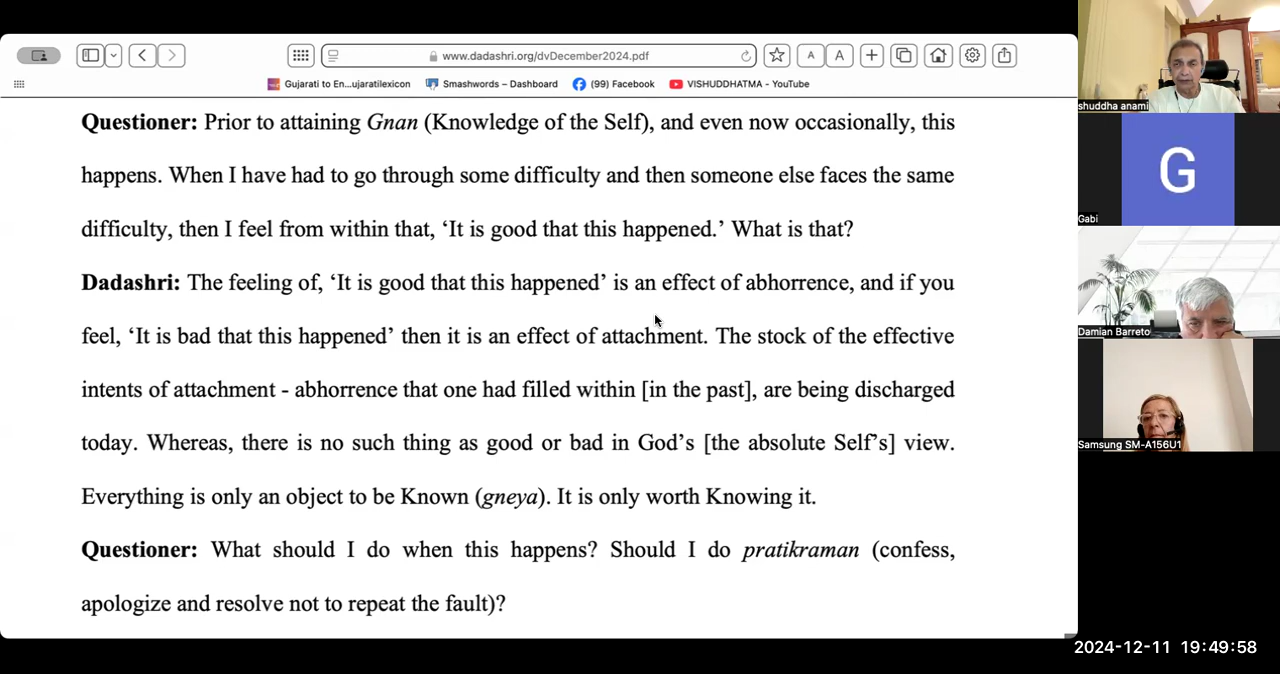 www.dadashri.org/dvDecember2024.pdf
A A
Gujarati to En...ujaratilexicon Smashwords – Dashboard (99) Facebook VISHUDDHATMA - YouTube
Questioner: Prior to attaining Gnan (Knowledge of the Self), and even now occasionally, this
happens. When I have had to go through some difficulty and then someone else faces the same
difficulty, then I feel from within that, ‘It is good that this happened.’ What is that?
Dadashri: The feeling of, ‘It is good that this happened’ is an effect of abhorrence, and if you
feel, ‘It is bad that this happened’ then it is an effect of attachment. The stock of the effective
intents of attachment - abhorrence that one had filled within [in the past], are being discharged
today. Whereas, there is no such thing as good or bad in God’s [the absolute Self’s] view.
Everything is only an object to be Known (gneya). It is only worth Knowing it.
Questioner: What should I do when this happens? Should I do pratikraman (confess,
apologize and resolve not to repeat the fault)?
shuddha anami
G
Gabi
Damian Barreto
Samsung SM-A156U1
2024-12-11 19:49:58